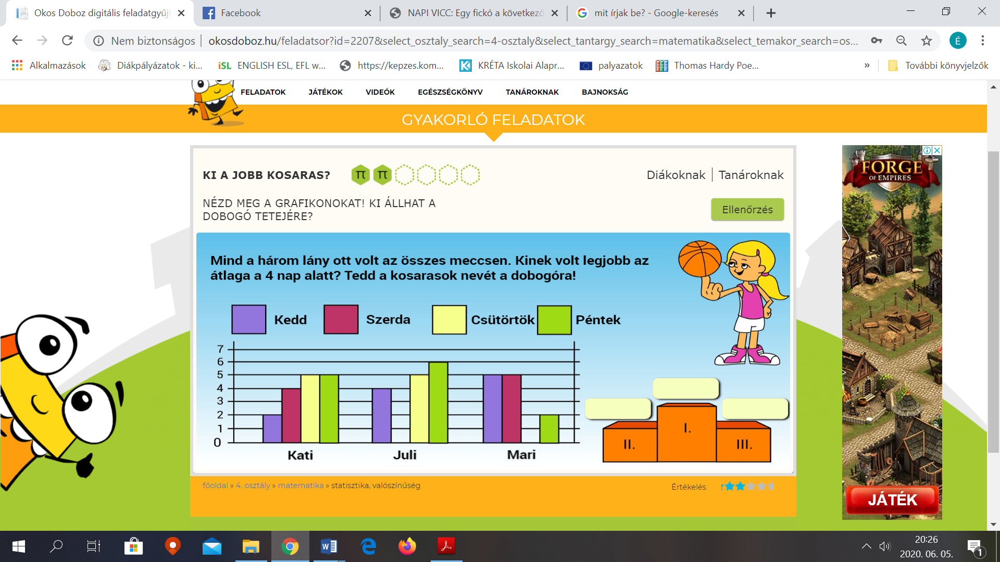 Okos Doboz digitális feladatgyűjt
Facebook
NAPI VICC: Egy fickó a következő
mit írjak be? - Google-keresés
Nem biztonságos
okosdoboz.hu/feladatsor?id=2207&select_osztaly_search=4-osztaly&select_tantargy_search=matematika&select_temakor_search=os...
É
Alkalmazások
Diákpályázatok - ki...
iSL ENGLISH ESL, EFL w...
https://kepzes.kom...
KRÉTA Iskolai Alapr...
palyazatok
Thomas Hardy Poe...
»
További könyvjelzők
FELADATOK
JÁTÉKOK
VIDEÓK
EGÉSZSÉGKÖNYV
TANÁROKNAK
BAJNOKSÁG
GYAKORLÓ FELADATOK
KI A JOBB KOSARAS?
π π
Diákoknak | Tanároknak
NÉZD MEG A GRAFIKONOKAT! KI ÁLLHAT A
DOBOGÓ TETEJÉRE?
Ellenőrzés
Mind a három lány ott volt az összes meccsen. Kinek volt legjobb az
átlaga a 4 nap alatt? Tedd a kosarasok nevét a dobogóra!
Kedd
Szerda
Csütörtök
Péntek
7
6
5
4
3
2
1
0
Kati
Juli
Mari
I.
II.
III.
főoldal » 4. osztály » matematika » statisztika, valószínűség
Értékelés
FORGE
OF EMPIRES
JÁTÉK
20:26
2020. 06. 05.
1